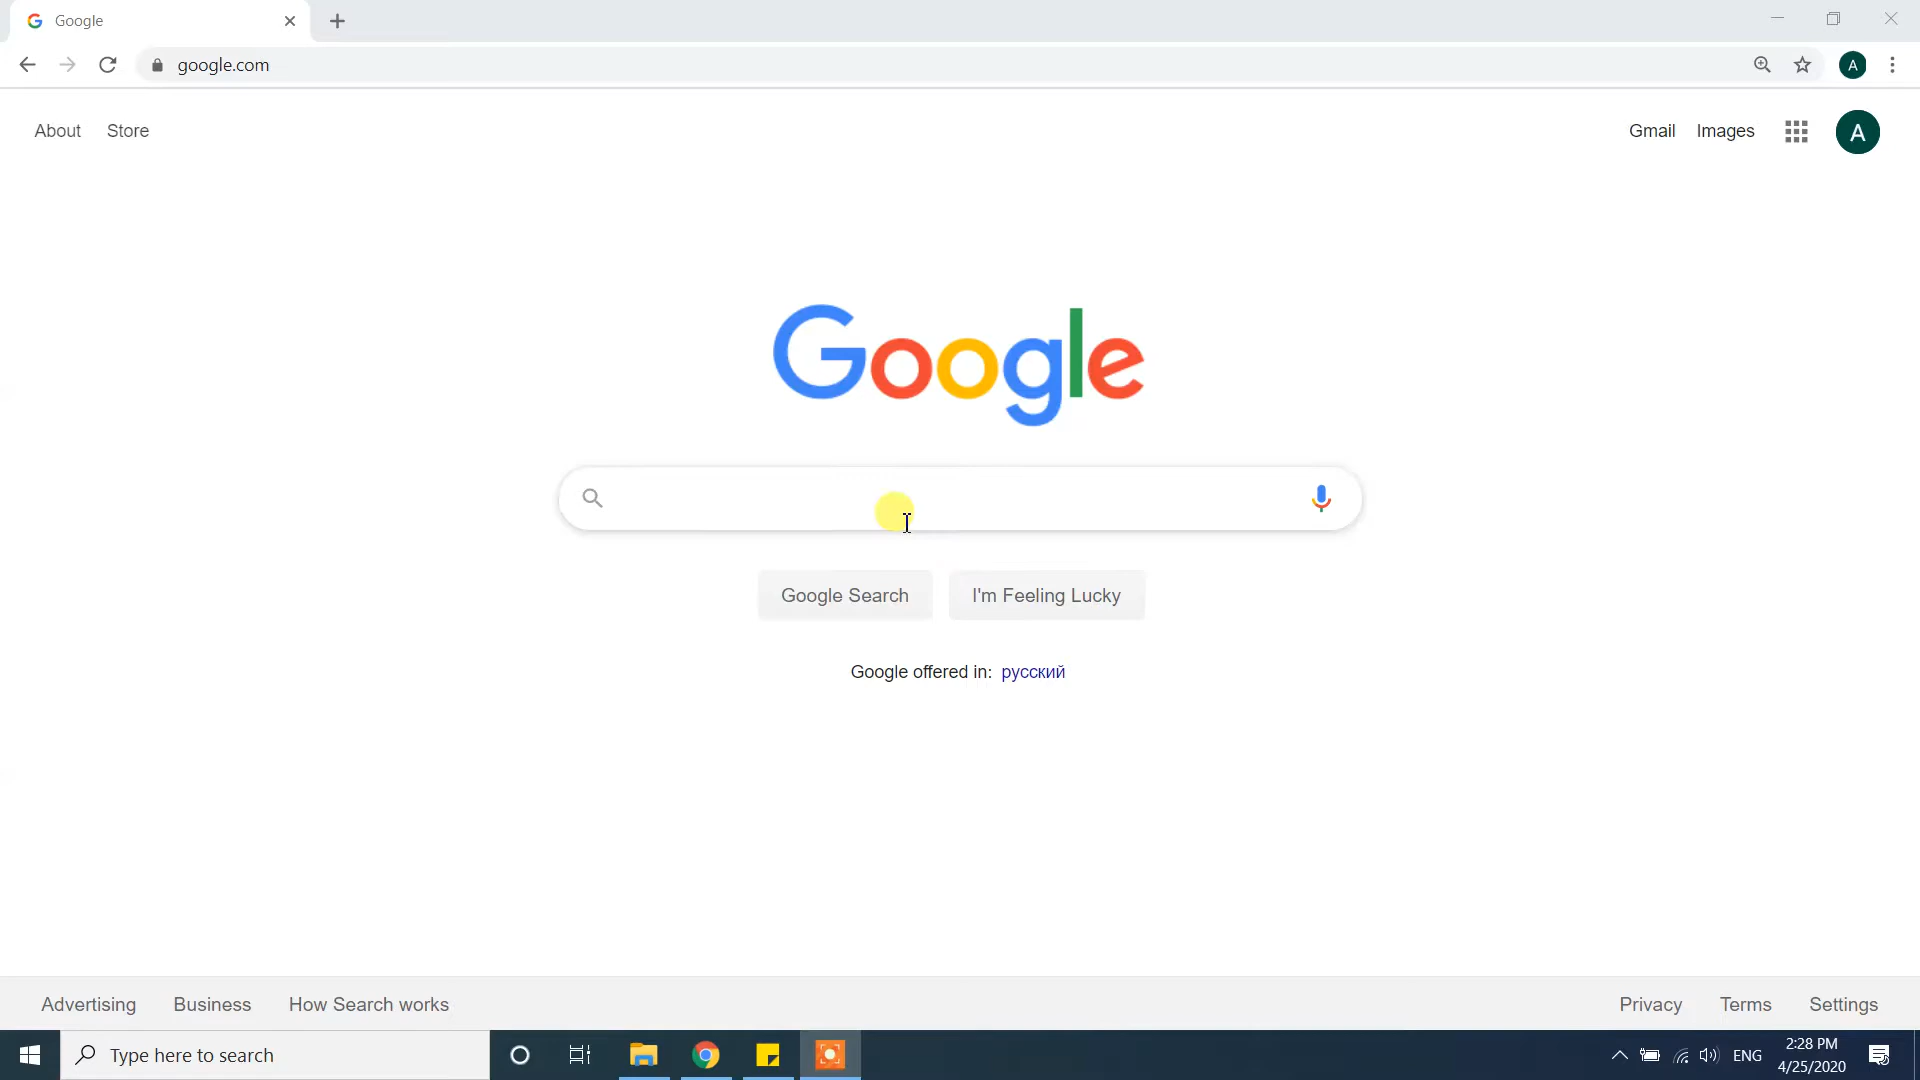 Google
google.com
A
About Store
Gmail Images
A
Google
Google Search
I'm Feeling Lucky
Google offered in: русский
Advertising Business How Search works
Privacy Terms Settings
Type here to search
ENG
2:28 PM
4/25/2020